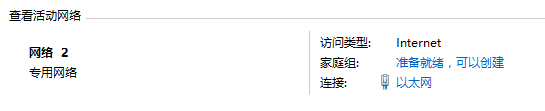 查看活动网络
网络 2
专用网络
访问类型: Internet
家庭组: 准备就绪，可以创建
连接: 以太网